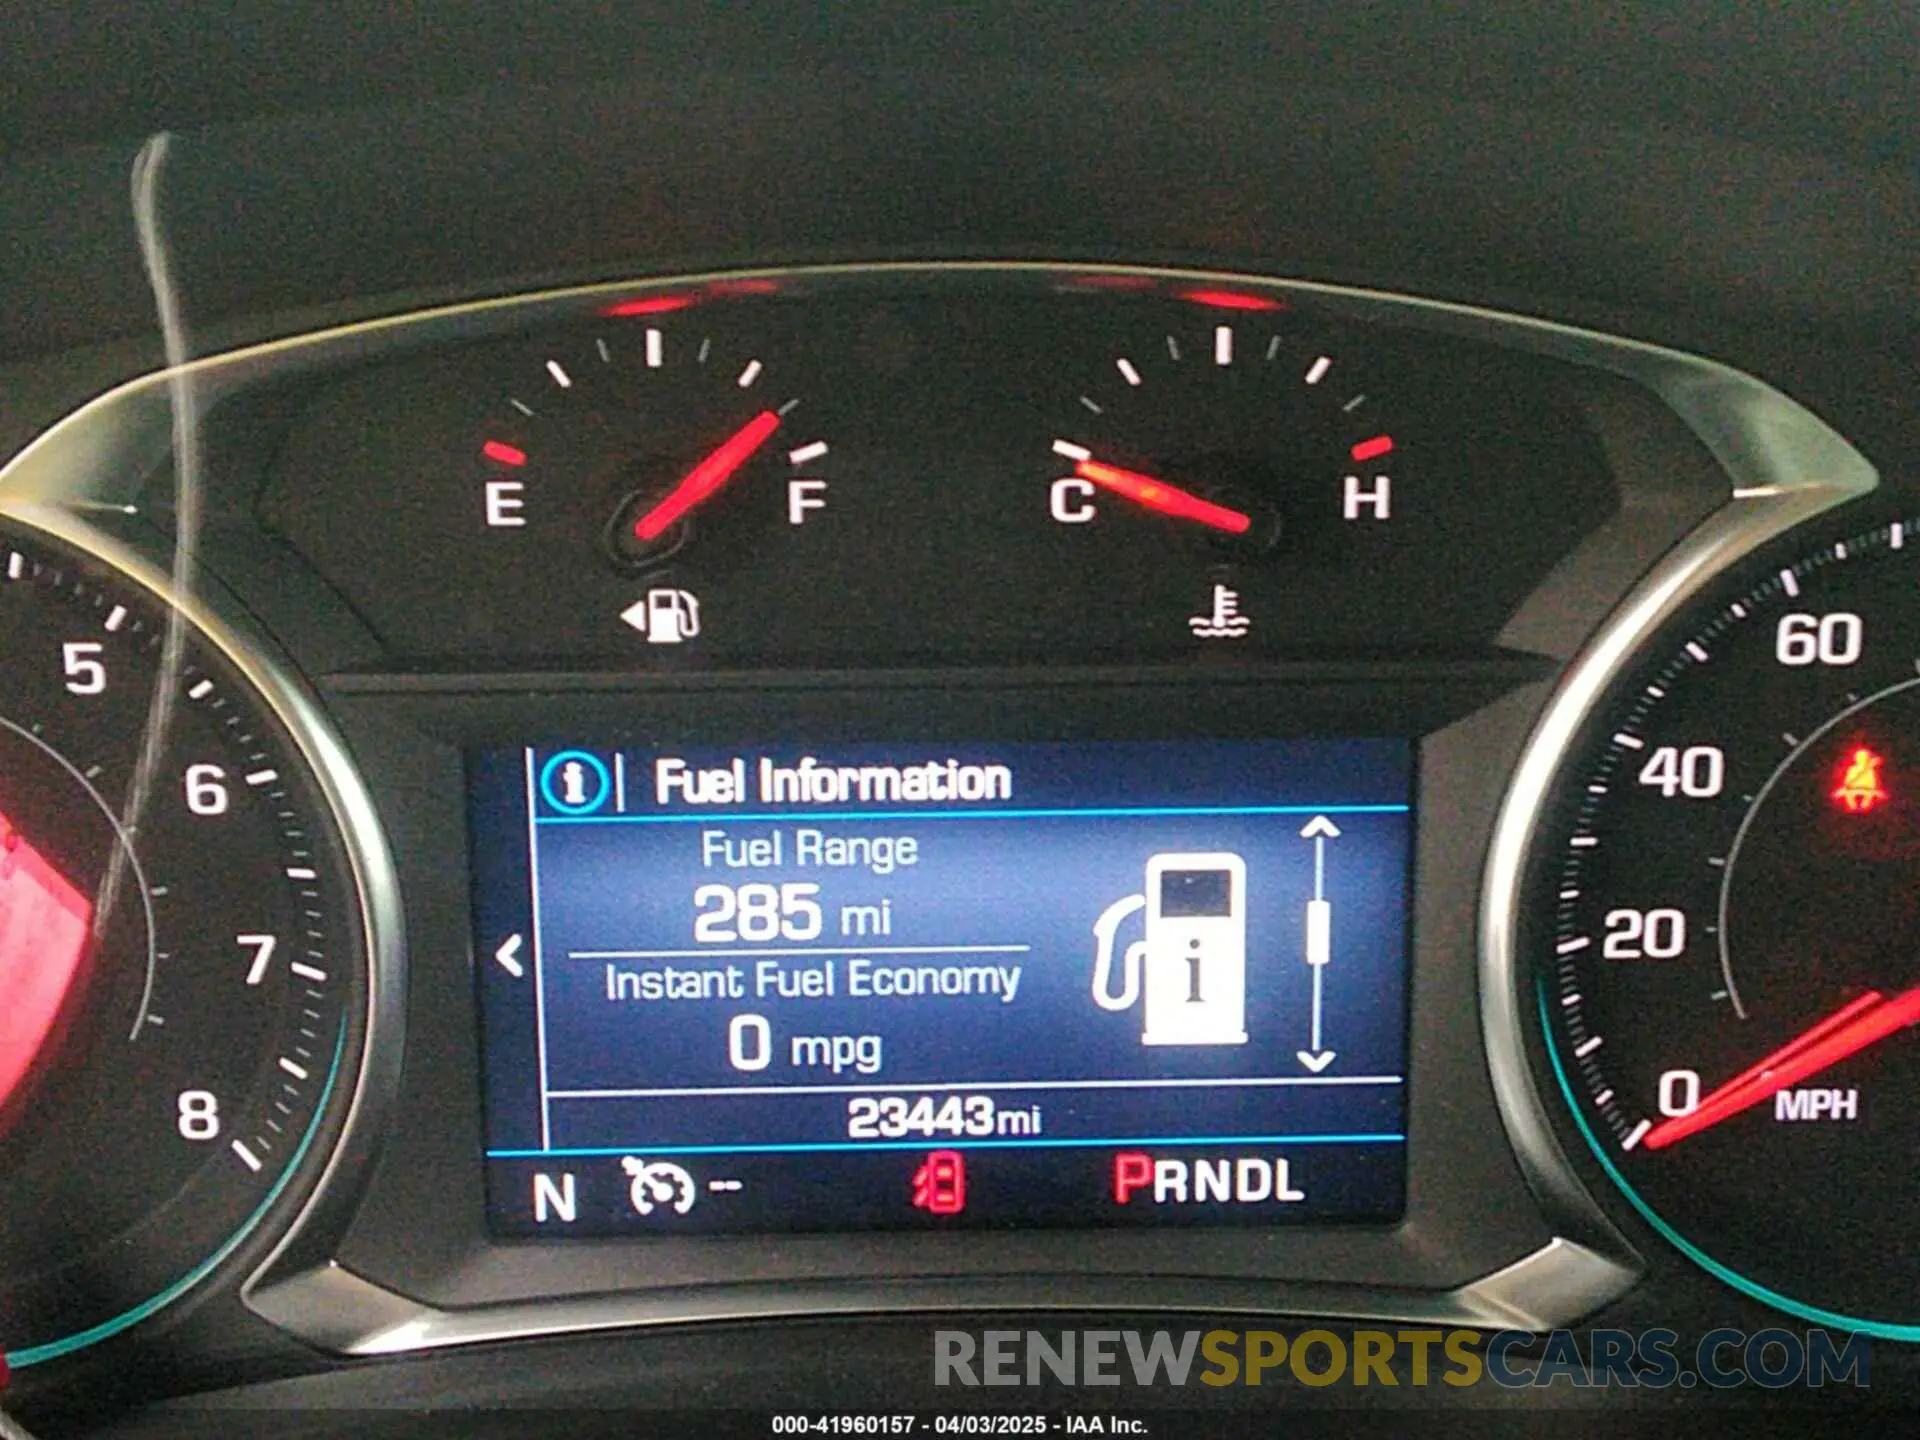 E F C H
5 6 7 8
60 40 20 0 MPH
i Fuel Information
Fuel Range
285 mi
i
Instant Fuel Economy
0 mpg
23443mi
N -- PRNDL
RENEWSPORTSCARS.COM
000-41960157 - 04/03/2025 - IAA Inc.